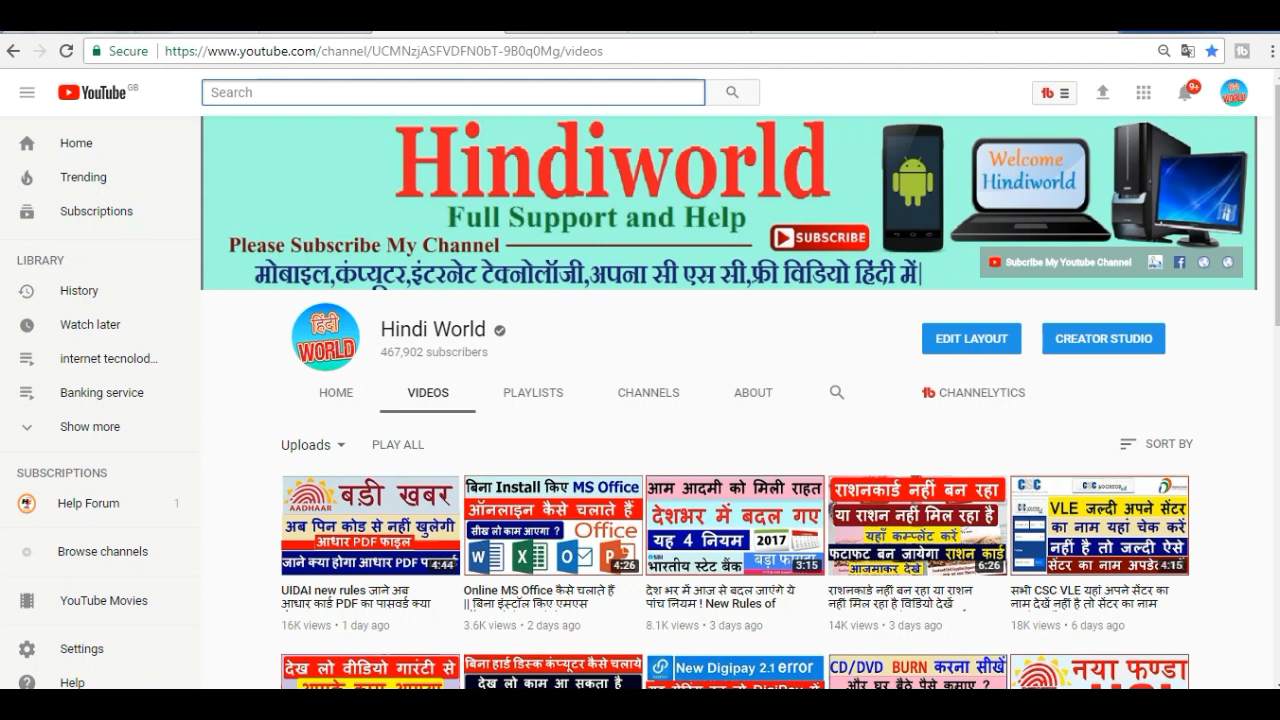 Secure https://www.youtube.com/channel/UCMNzjASFVDFN0bT-9B0q0Mg/videos
YouTube GB
Search
9+
Home
Trending
Subscriptions
LIBRARY
History
Watch later
internet tecnolod...
Banking service
Show more
SUBSCRIPTIONS
Help Forum 1
Browse channels
YouTube Movies
Settings
Help
Hindiworld
Full Support and Help
Please Subscribe My Channel
SUBSCRIBE
मोबाइल,कंप्यूटर,इंटरनेट टेक्नोलॉजी,अपना सी एस सी,फ्री विडियो हिंदी में|
Welcome
Hindiworld
Subcribe My Youtube Channel
हिंदी
WORLD
Hindi World
467,902 subscribers
EDIT LAYOUT
CREATOR STUDIO
HOME VIDEOS PLAYLISTS CHANNELS ABOUT CHANNELYTICS
Uploads PLAY ALL SORT BY
AADHAAR
बड़ी खबर
अब पिन कोड से नहीं खुलेगी
आधार PDF फाइल
जाने क्या होगा आधार PDF
4:44
UIDAI new rules जाने अब
आधार कार्ड PDF का पासवर्ड क्या
16K views • 1 day ago
बिना Install किए MS Office
ऑनलाइन कैसे चलाते हैं
सीख लो काम आएगा ? Office
4:26
Online MS Office कैसे चलाते हैं
|| बिना इंस्टॉल किए एमएस
3.6K views • 2 days ago
आम आदमी को मिली राहत
देशभर में बदल गए
यह 4 नियम 2017
SBI
भारतीय स्टेट बैंक
3:15
देश भर में आज से बदल जाएंगे ये
पांच नियम ! New Rules of
8.1K views • 3 days ago
राशनकार्ड नहीं बन रहा
या राशन नहीं मिल रहा है
यहाँ कम्प्लेंट करें
फटाफट बन जायेगा राशन कार्ड
आजमाकर देखे
6:26
राशनकार्ड नहीं बन रहा या राशन
नहीं मिल रहा है विडियो देखें
14K views • 3 days ago
CSC
VLE जल्दी अपने सेंटर
का नाम यहां चेक करें
नहीं है तो जल्दी ऐसे
सेंटर का नाम अपडेट
4:15
सभी CSC VLE यहां अपने सेंटर का
नाम देखें नहीं है तो सेंटर का नाम
18K views • 6 days ago
देख लो वीडियो गारंटी से
बिना हार्ड डिस्क कंप्यूटर कैसे चलाये
देख लो काम आ सकता है
New Digipay 2.1 error
CD/DVD BURN करना सीखें
और घर बैठे पैसे कमाए ?
नया फण्डा